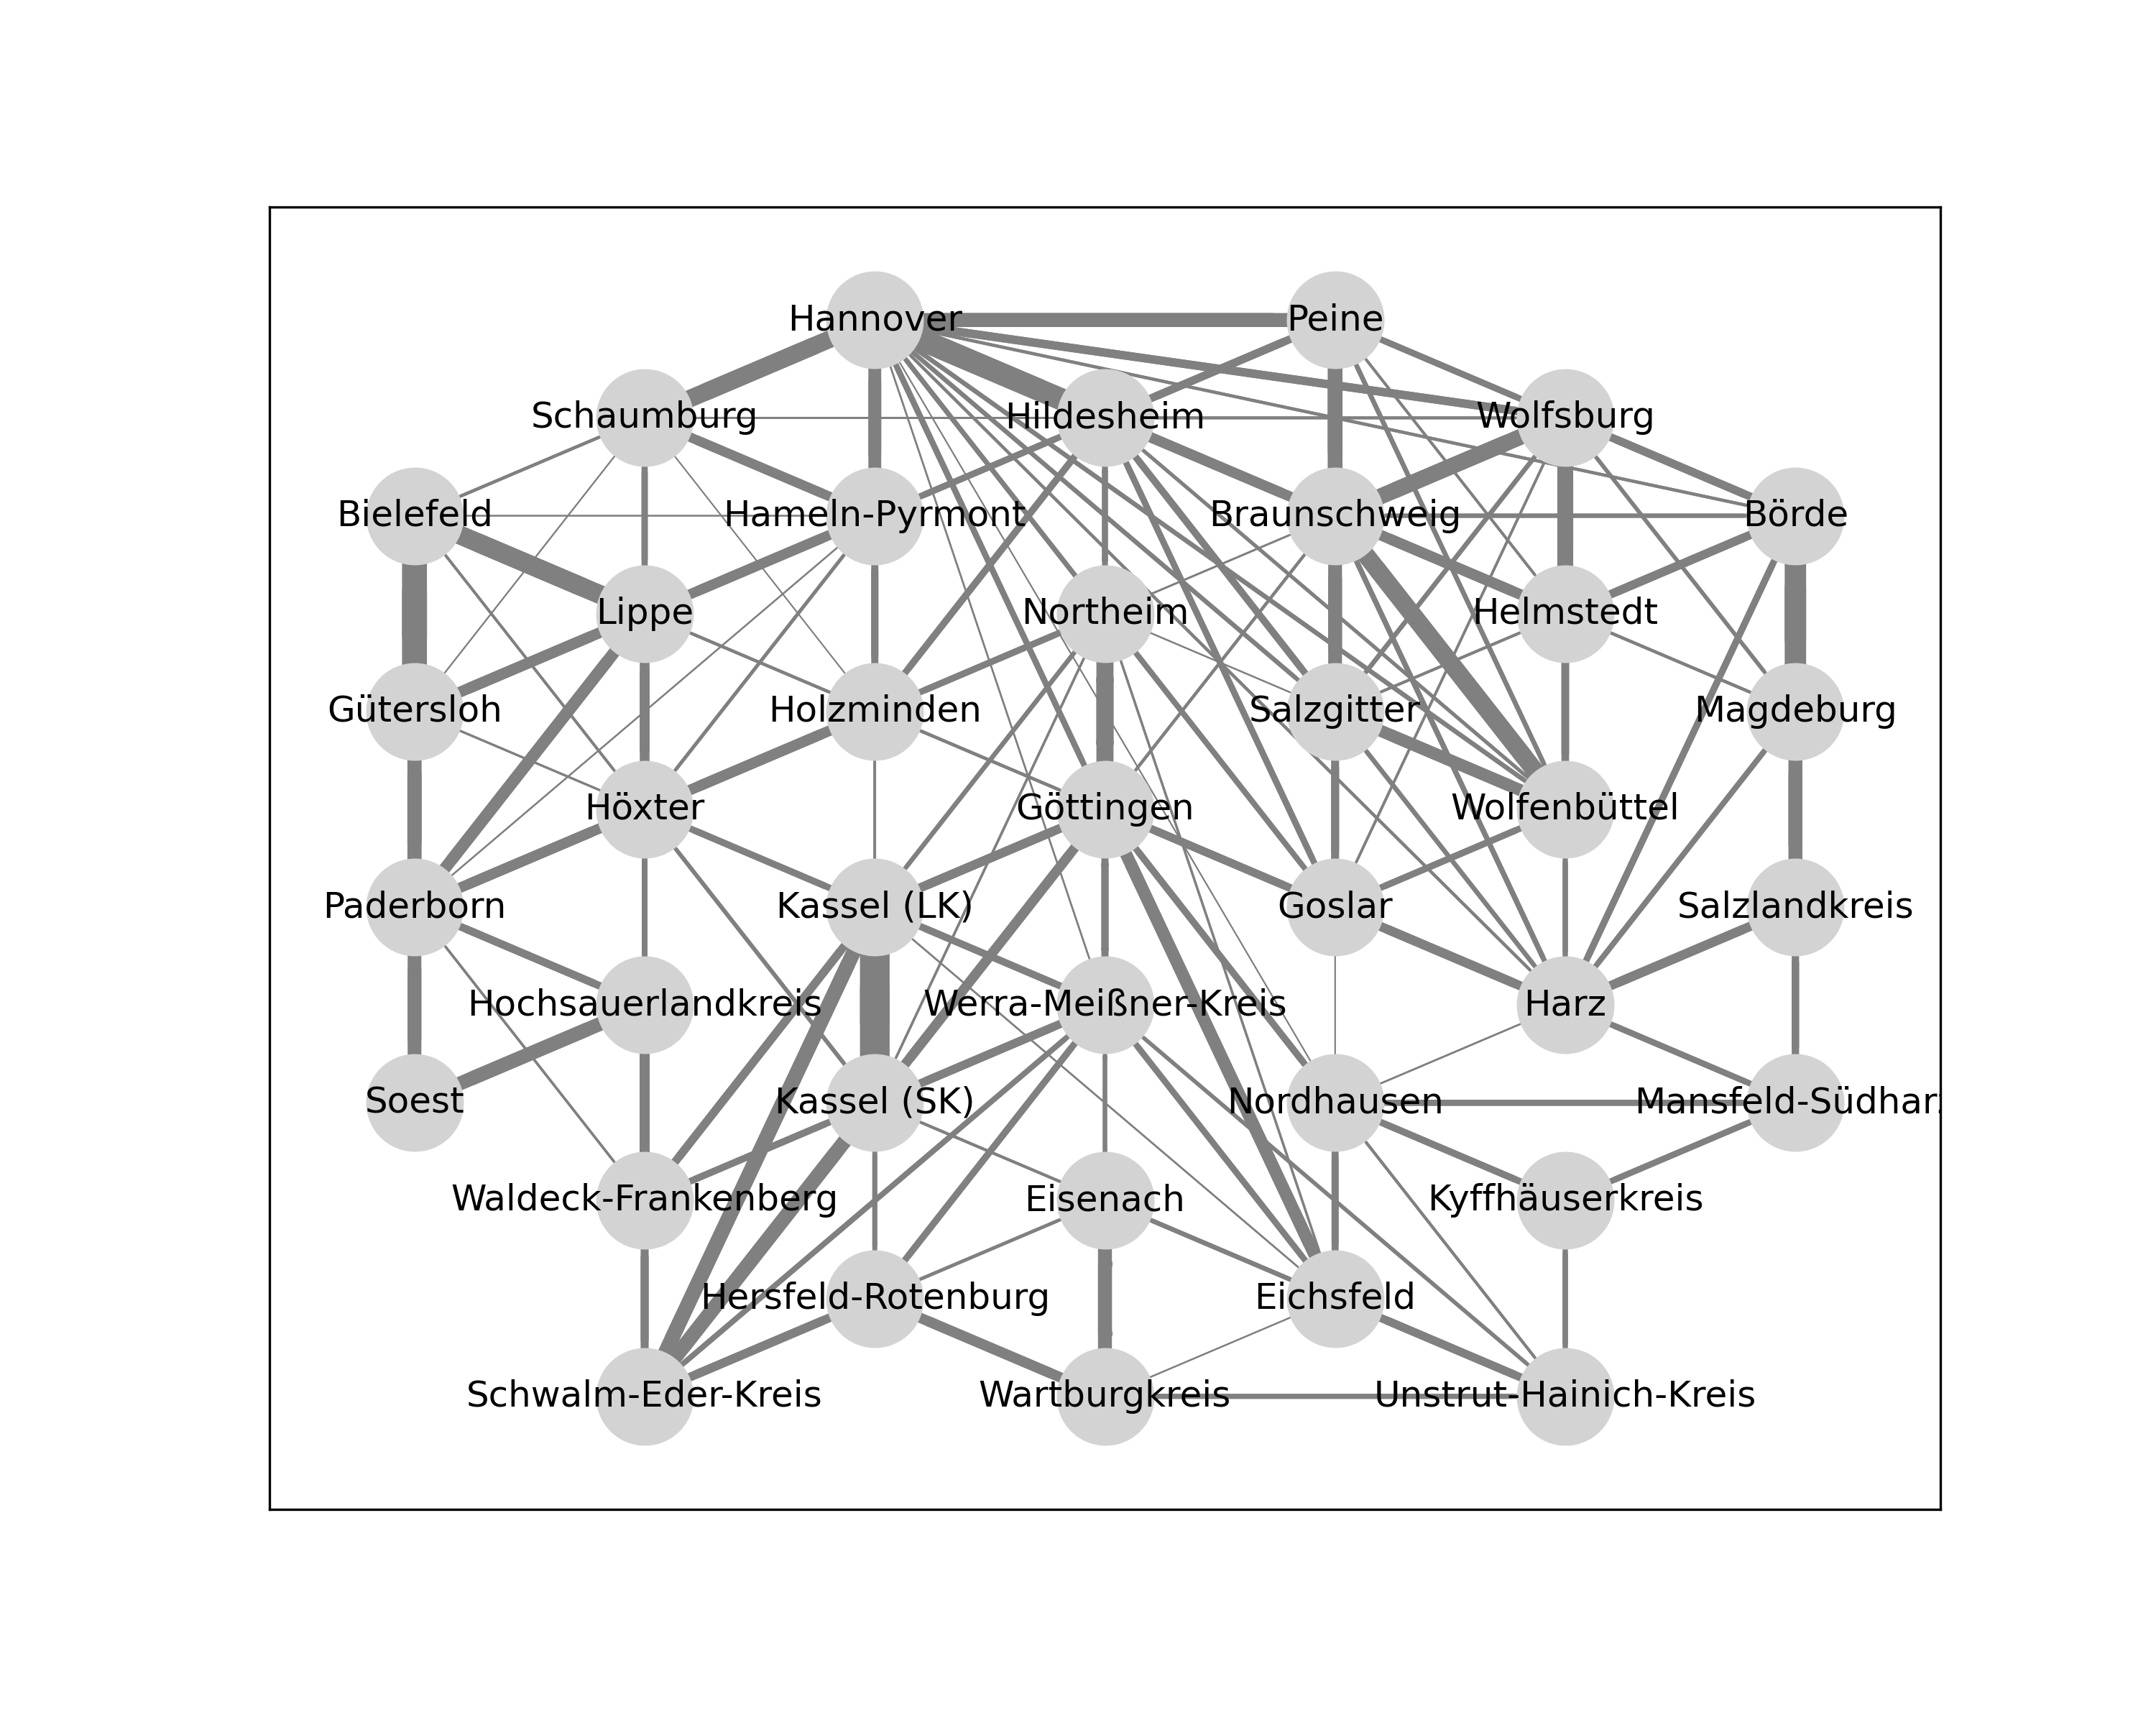 Hannover
Peine
Schaumburg
Hildesheim
Wolfsburg
Bielefeld
Hameln-Pyrmont
Braunschweig
Börde
Lippe
Northeim
Helmstedt
Gütersloh
Holzminden
Salzgitter
Magdeburg
Höxter
Göttingen
Wolfenbüttel
Paderborn
Kassel (LK)
Goslar
Salzlandkreis
Hochsauerlandkreis
Werra-Meißner-Kreis
Harz
Soest
Kassel (SK)
Nordhausen
Mansfeld-Südharz
Waldeck-Frankenberg
Eisenach
Kyffhäuserkreis
Hersfeld-Rotenburg
Eichsfeld
Schwalm-Eder-Kreis
Wartburgkreis
Unstrut-Hainich-Kreis